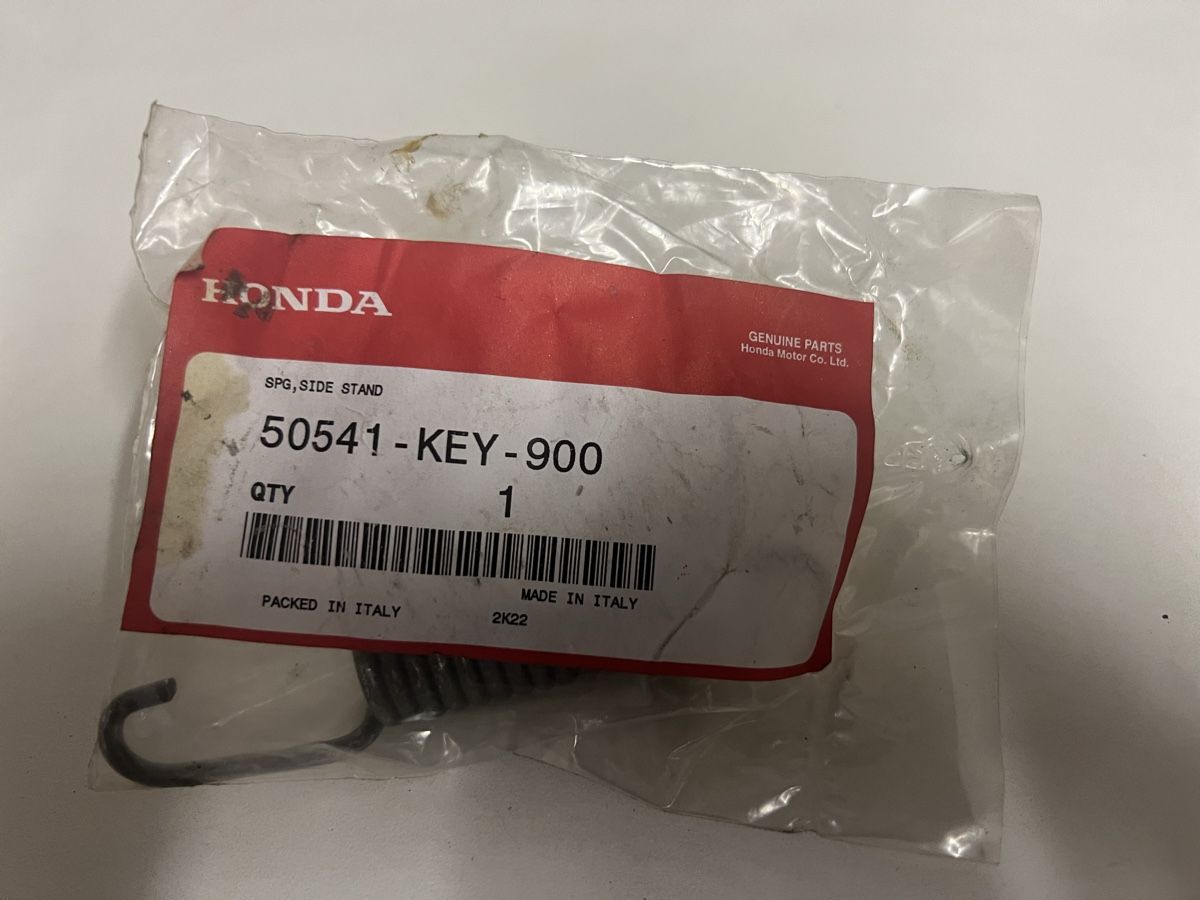 HONDA
GENUINE PARTS
Honda Motor Co. Ltd.
SPG,SIDE STAND
50541-KEY-900
QTY 1
MADE IN ITALY
PACKED IN ITALY
2K22